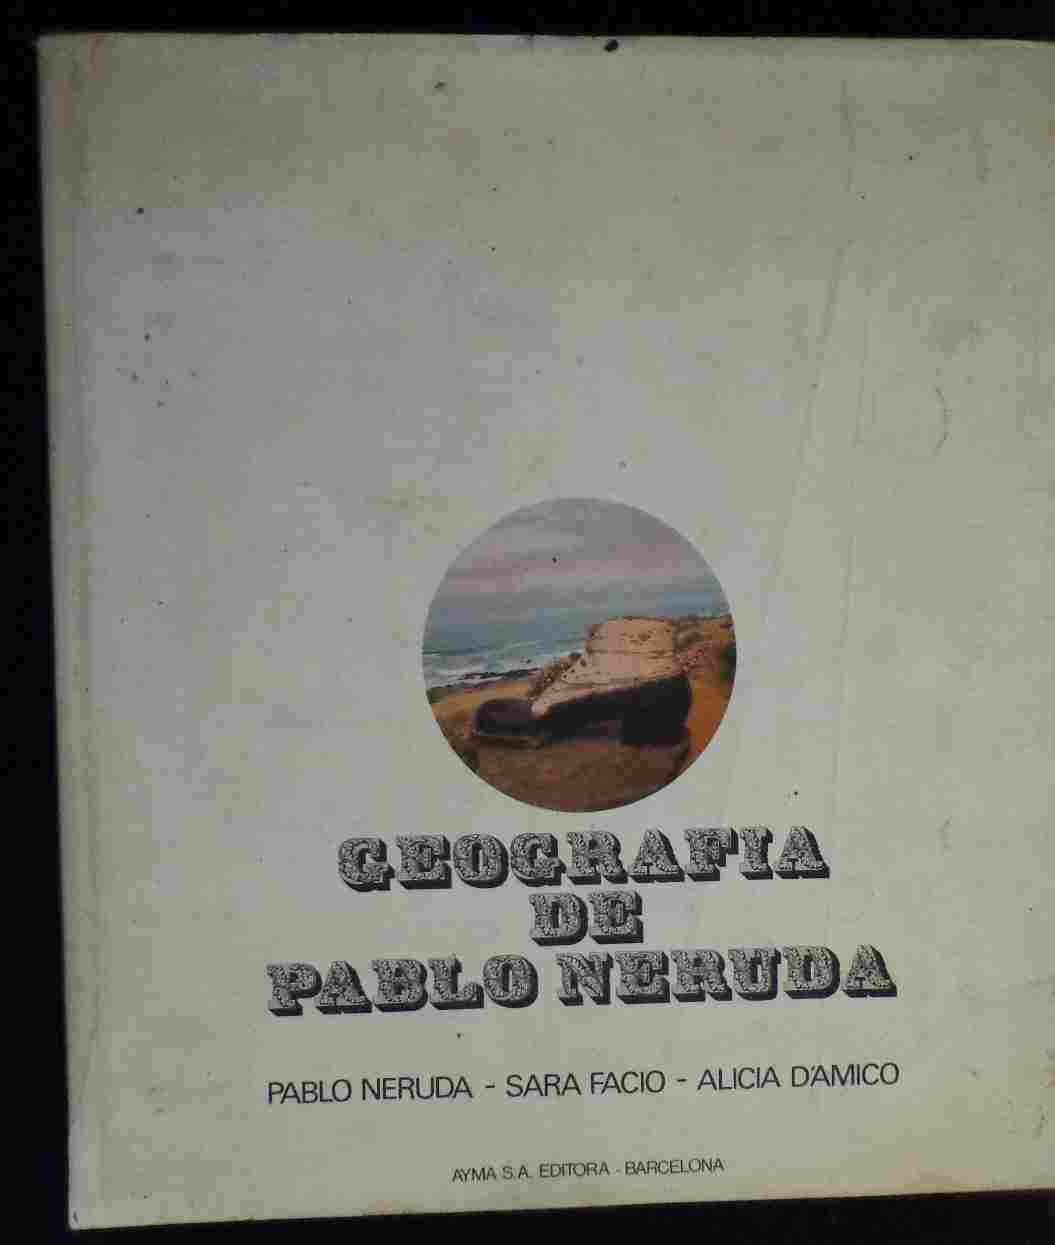 GEOGRAFIA
DE
PABLO NERUDA
PABLO NERUDA - SARA FACIO - ALICIA D'AMICO
AYMA S.A. EDITORA - BARCELONA